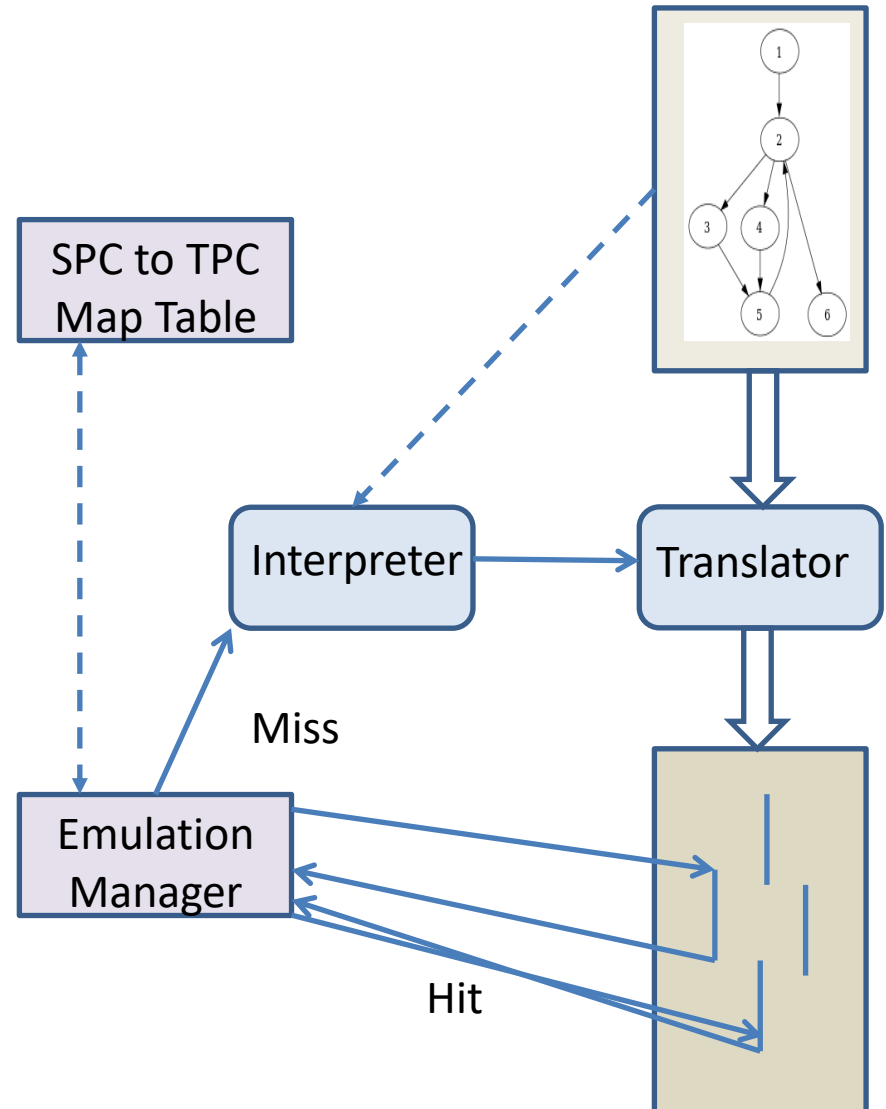 1
2
3
4
5
6
SPC to TPC
Map Table
Interpreter
Translator
Miss
Emulation
Manager
Hit